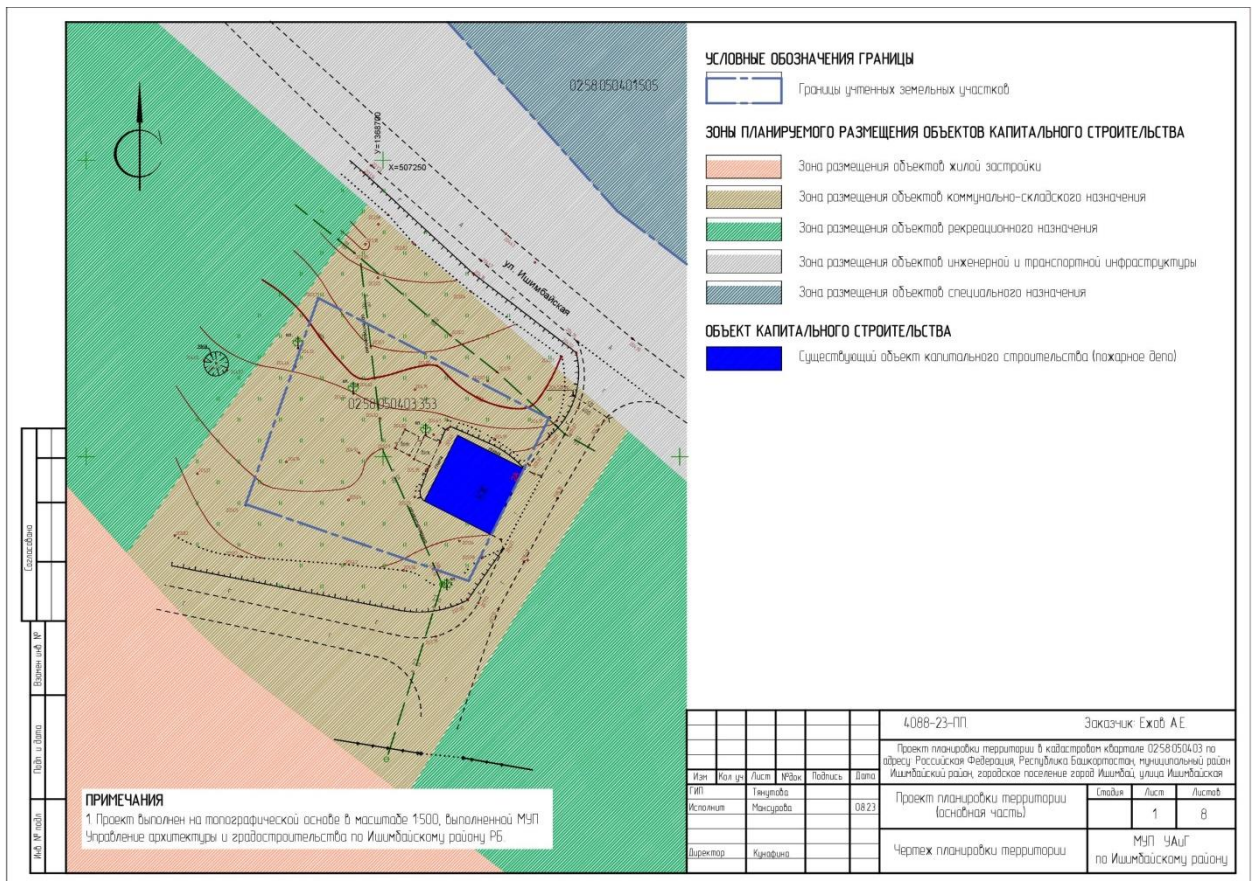 02:58:050401:505
У=1368700
Х=507250
ул. Ишимбайская
02:58:050403:353
УСЛОВНЫЕ ОБОЗНАЧЕНИЯ ГРАНИЦЫ
Границы учтенных земельных участков
ЗОНЫ ПЛАНИРУЕМОГО РАЗМЕЩЕНИЯ ОБЪЕКТОВ КАПИТАЛЬНОГО СТРОИТЕЛЬСТВА
Зона размещения объектов жилой застройки
Зона размещения объектов коммунально-складского назначения
Зона размещения объектов рекреационного назначения
Зона размещения объектов инженерной и транспортной инфраструктуры
Зона размещения объектов специального назначения
ОБЪЕКТ КАПИТАЛЬНОГО СТРОИТЕЛЬСТВА
Существующий объект капитального строительства (пожарное депо)
Согласовано
Взамен инв. №
Подп. и дата
Инв. № подл.
ПРИМЕЧАНИЯ
1. Проект выполнен на топографической основе в масштабе 1:500, выполненной МУП
Управление архитектуры и градостроительства по Ишимбайскому району РБ.
4088-23-ПП Заказчик: Ежов А.Е.
Проект планировки территории в кадастровом квартале 02:58:050403 по
адресу: Российская Федерация, Республика Башкортостан, муниципальный район
Ишимбайский район, городское поселение город Ишимбай, улица Ишимбайская
Изм. Кол. уч. Лист №док. Подпись Дата
ГИП Тянутова
Исполнит. Мансурова 08.23
Директор Кунафина
Проект планировки территории
(основная часть)
Стадия Лист Листов
1 8
Чертеж планировки территории
МУП УАиГ
по Ишимбайскому району